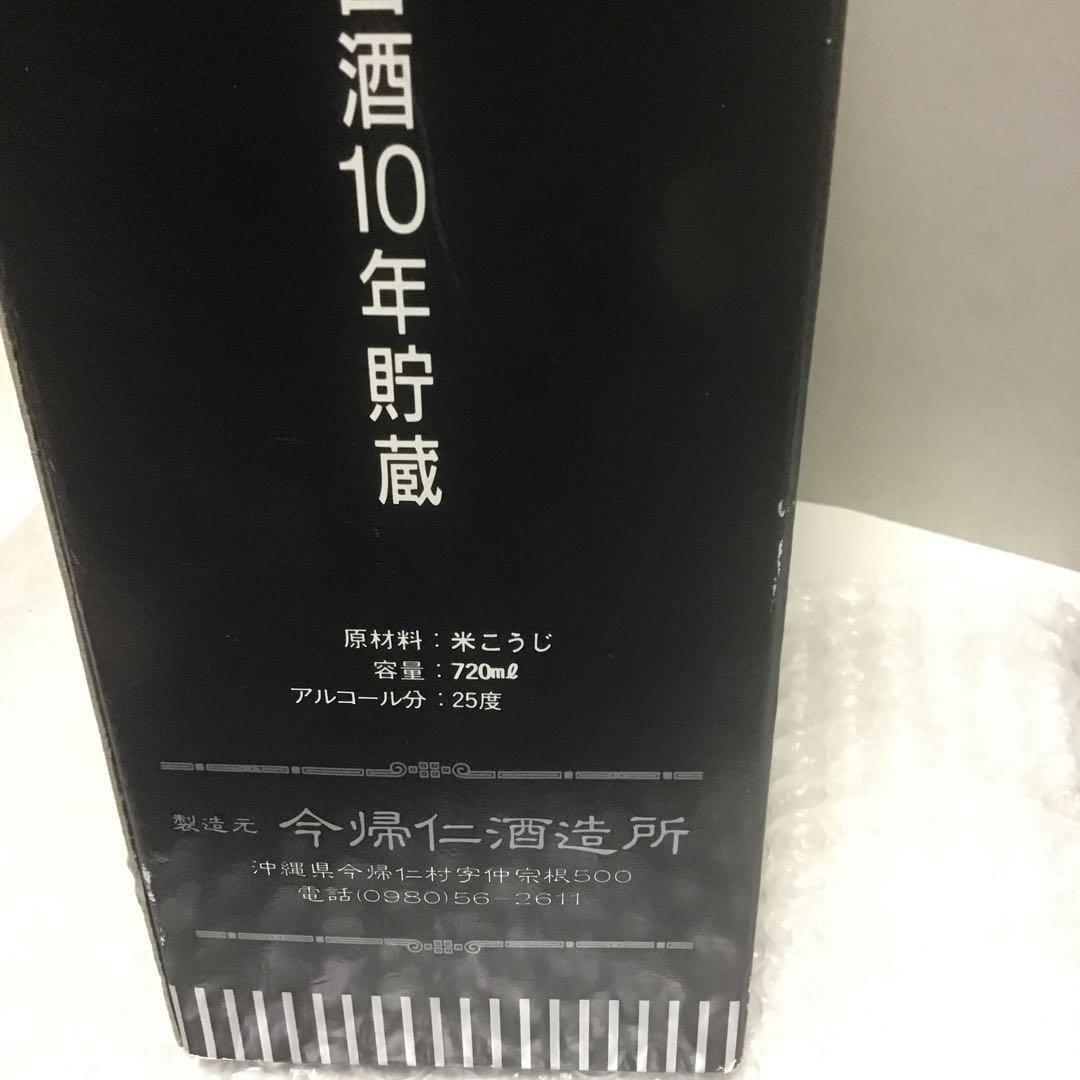 酒10年貯蔵
原材料：米こうじ
容量：720mℓ
アルコール分：25度
製造元 今帰仁酒造所
沖縄県今帰仁村字仲宗根500
電話(0980)56-2611